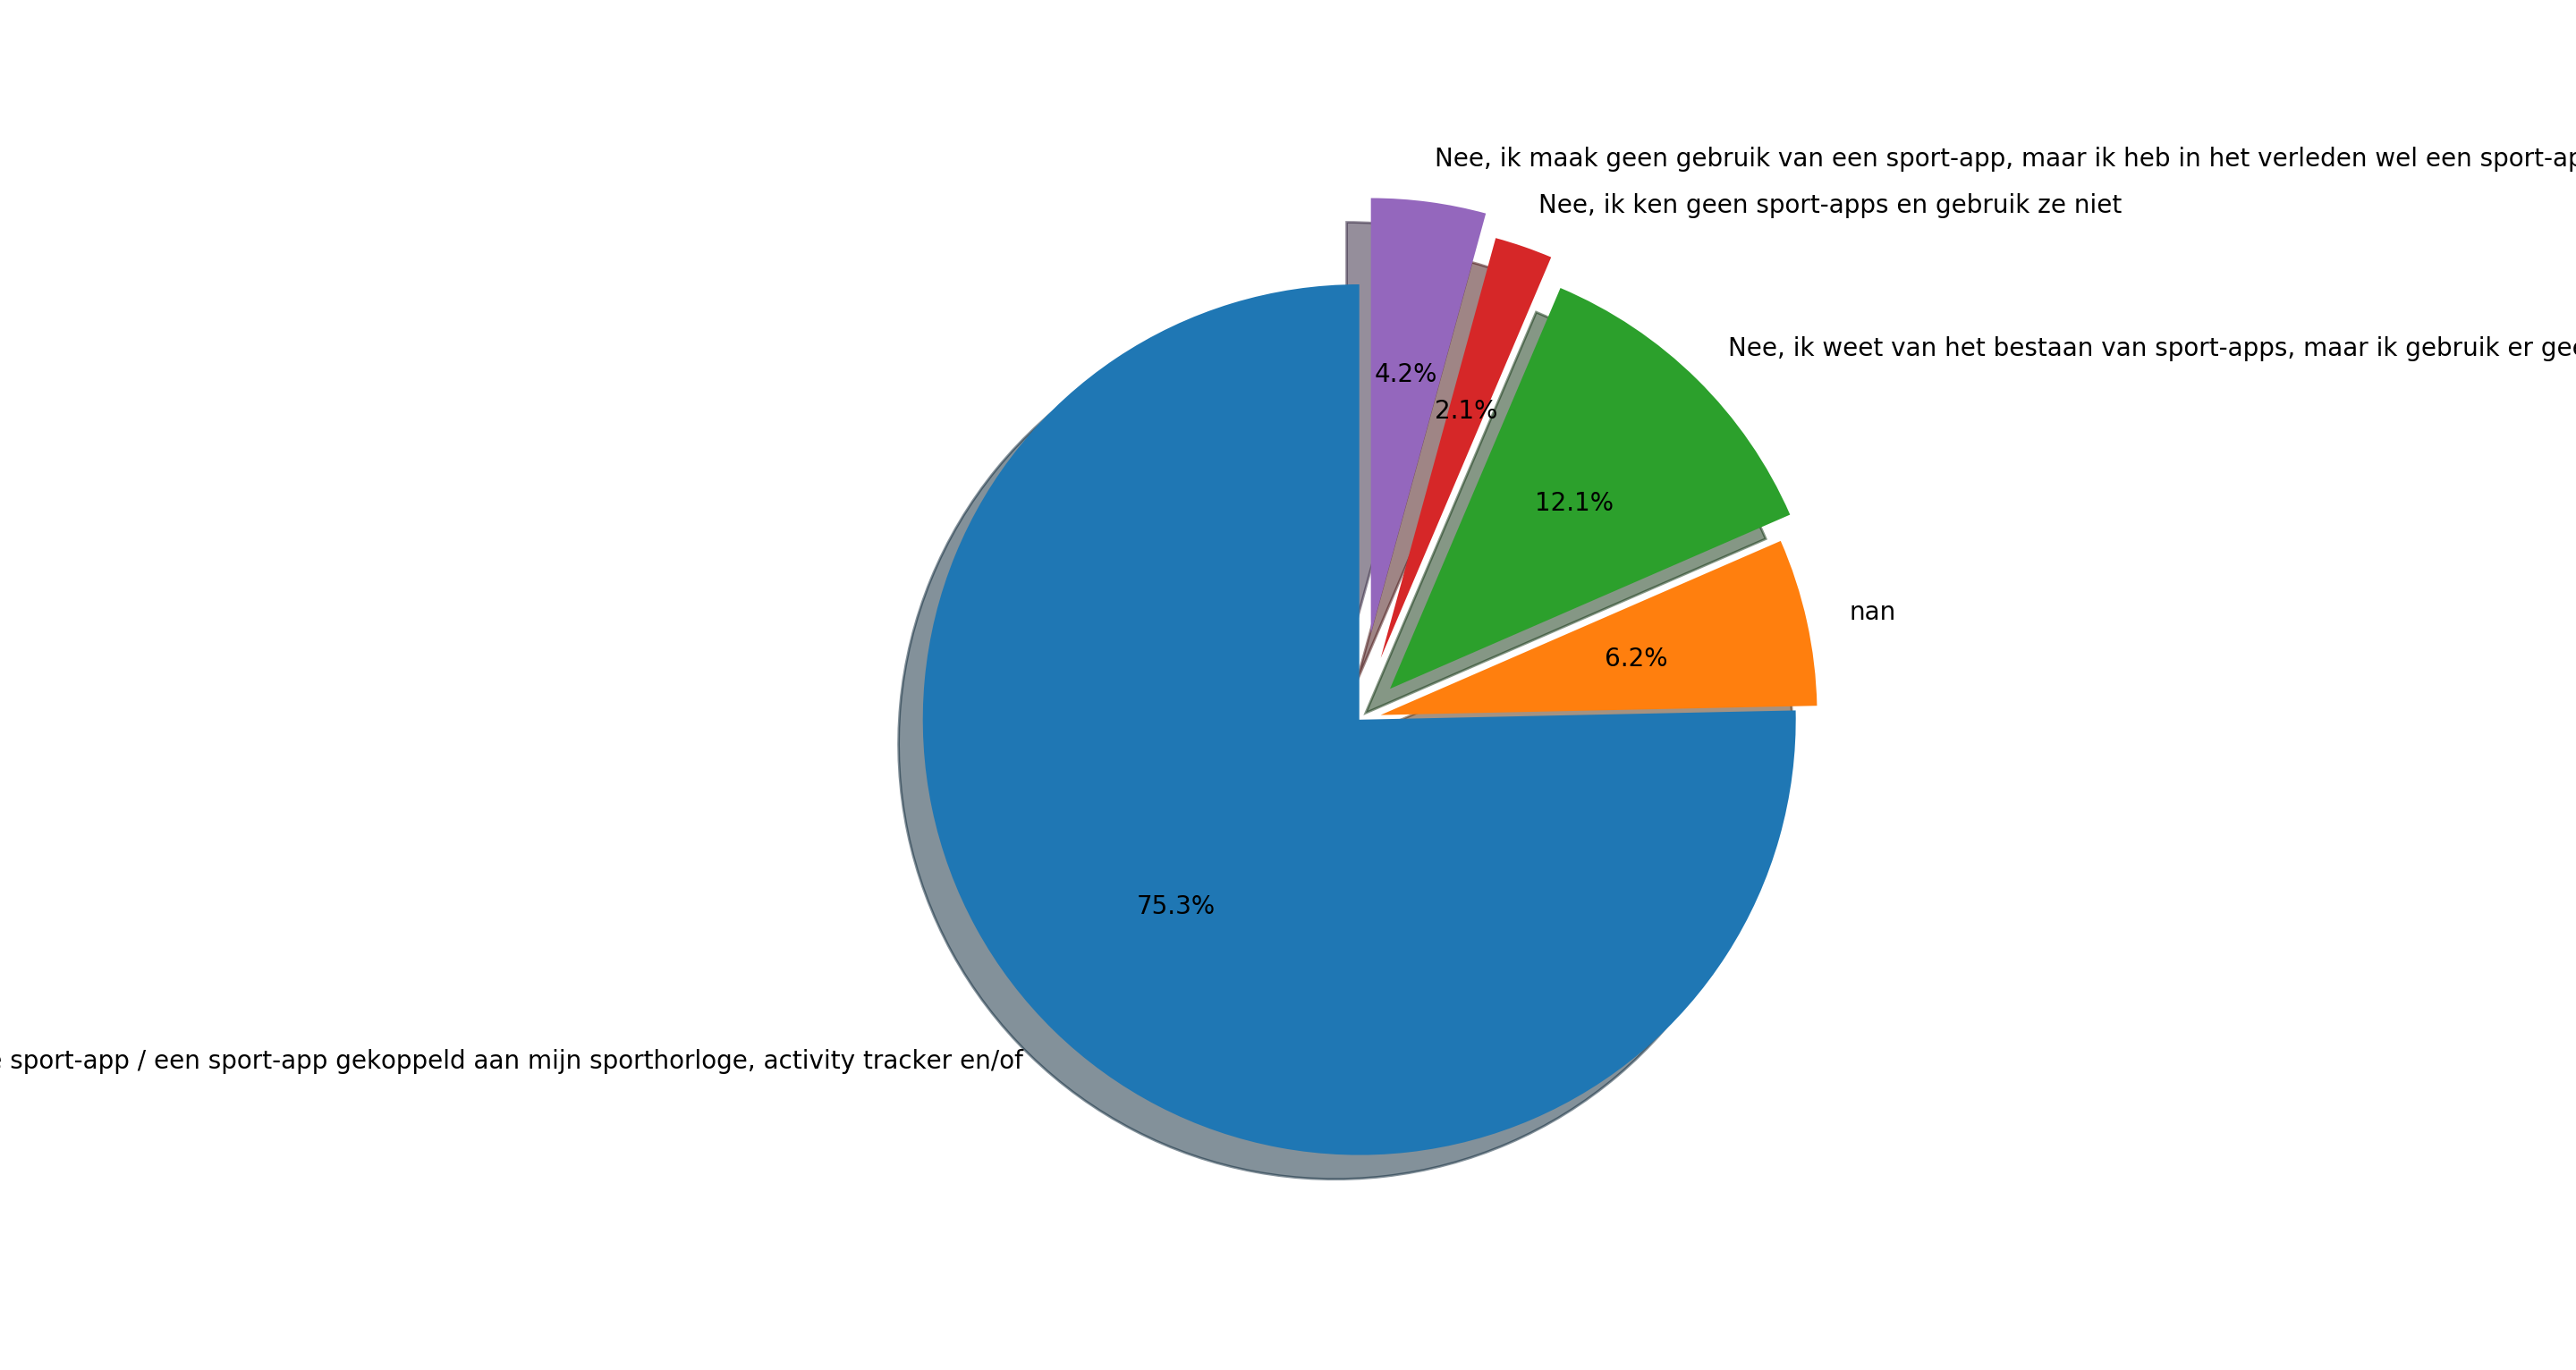 Nee, ik maak geen gebruik van een sport-app, maar ik heb in het verleden wel een
Nee, ik ken geen sport-apps en gebruik ze niet
Nee, ik weet van het bestaan van sport-apps, maar ik gebruik er
4.2%
2.1%
12.1%
nan
6.2%
75.3%
sport-app / een sport-app gekoppeld aan mijn sporthorloge, activity tracker en/of